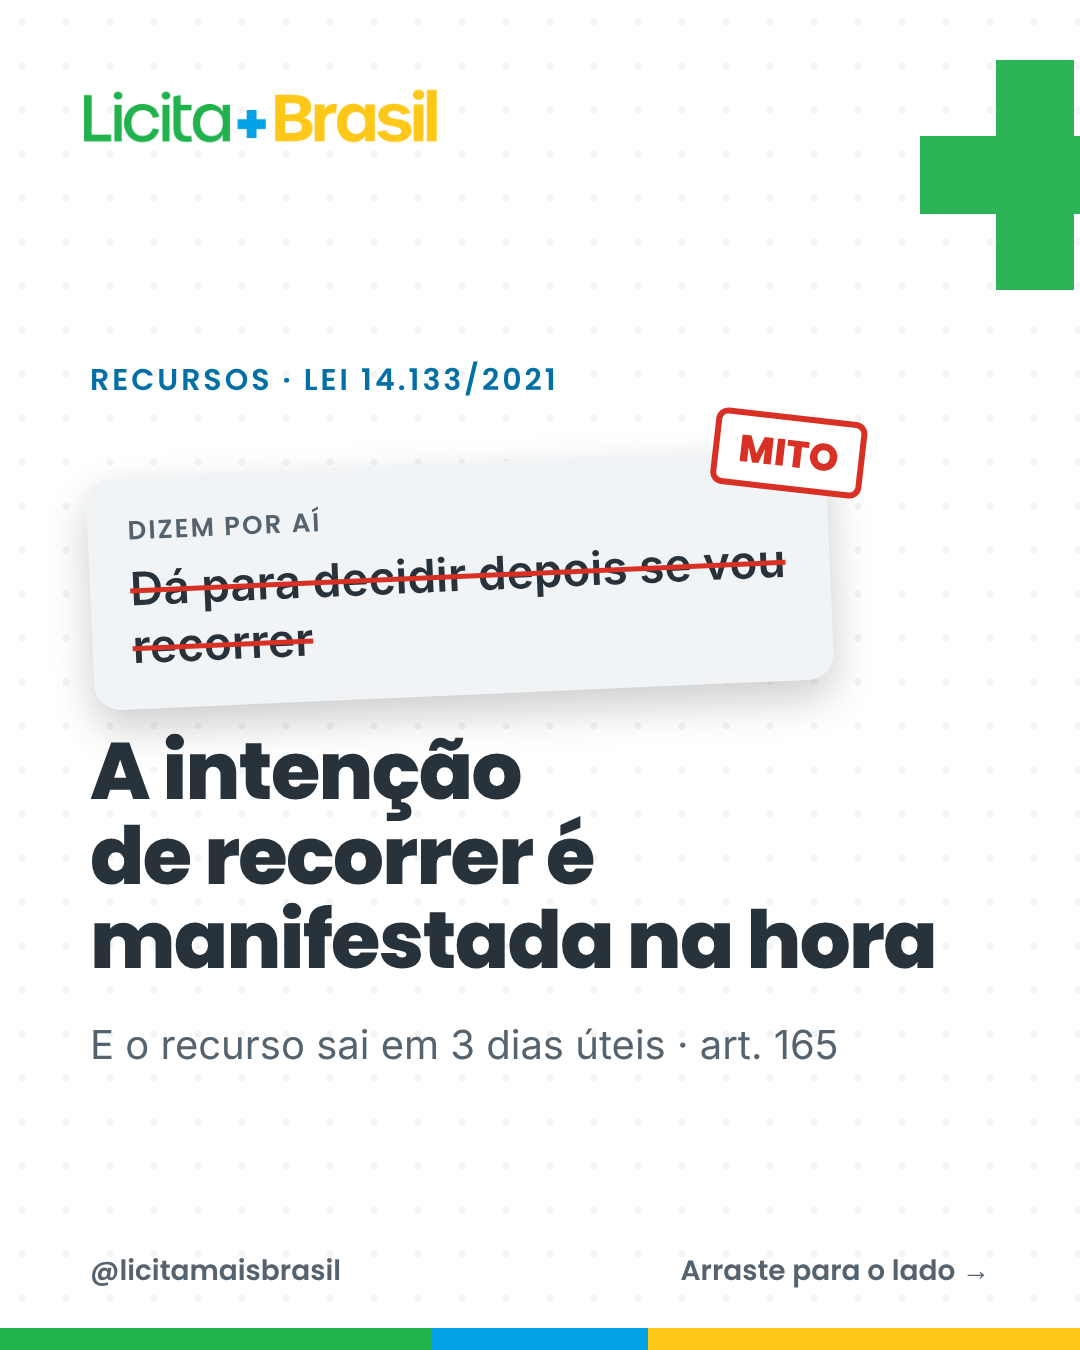 Licita+Brasil
RECURSOS · LEI 14.133/2021
MITO
DIZEM POR AÍ
Dá para decidir depois se vou
recorrer
A intenção
de recorrer é
manifestada na hora
E o recurso sai em 3 dias úteis · art. 165
@licitamaisbrasil
Arraste para o lado →